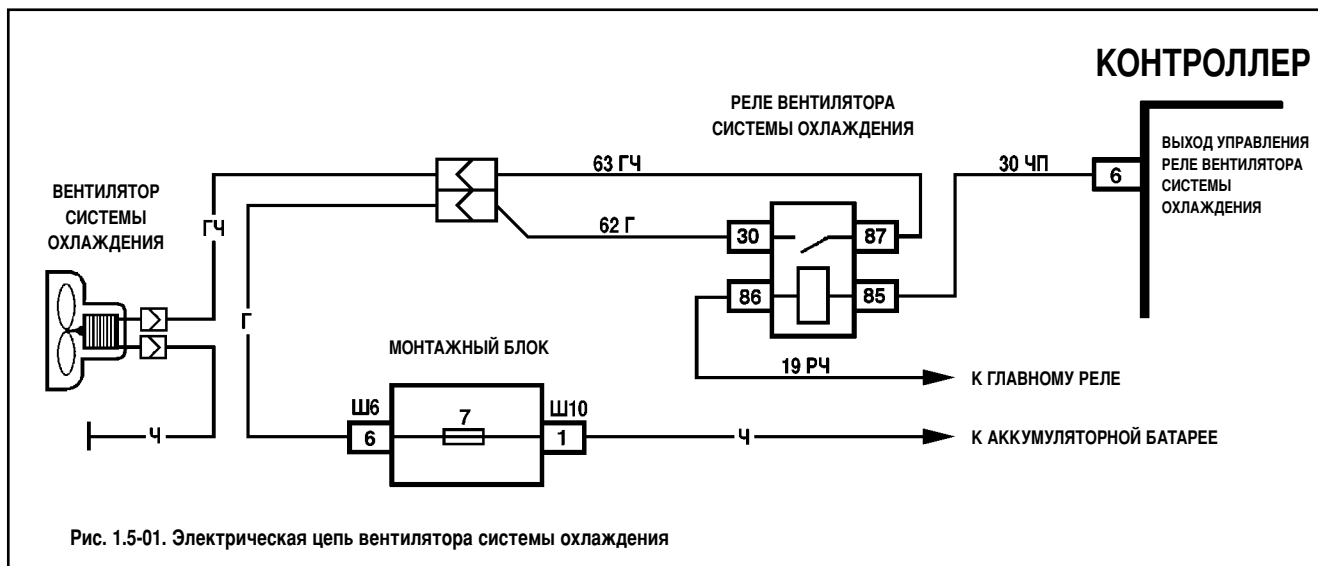 КОНТРОЛЛЕР
РЕЛЕ ВЕНТИЛЯТОРА
СИСТЕМЫ ОХЛАЖДЕНИЯ
ВЫХОД УПРАВЛЕНИЯ
РЕЛЕ ВЕНТИЛЯТОРА
СИСТЕМЫ
ОХЛАЖДЕНИЯ
63 ГЧ
30 ЧП
6
ВЕНТИЛЯТОР
СИСТЕМЫ
ОХЛАЖДЕНИЯ
ГЧ
62 Г
30
87
86
85
Г
МОНТАЖНЫЙ БЛОК
19 РЧ
К ГЛАВНОМУ РЕЛЕ
Ш6
7
Ш10
Ч
6
1
Ч
К АККУМУЛЯТОРНОЙ БАТАРЕЕ
Рис. 1.5-01. Электрическая цепь вентилятора системы охлаждения